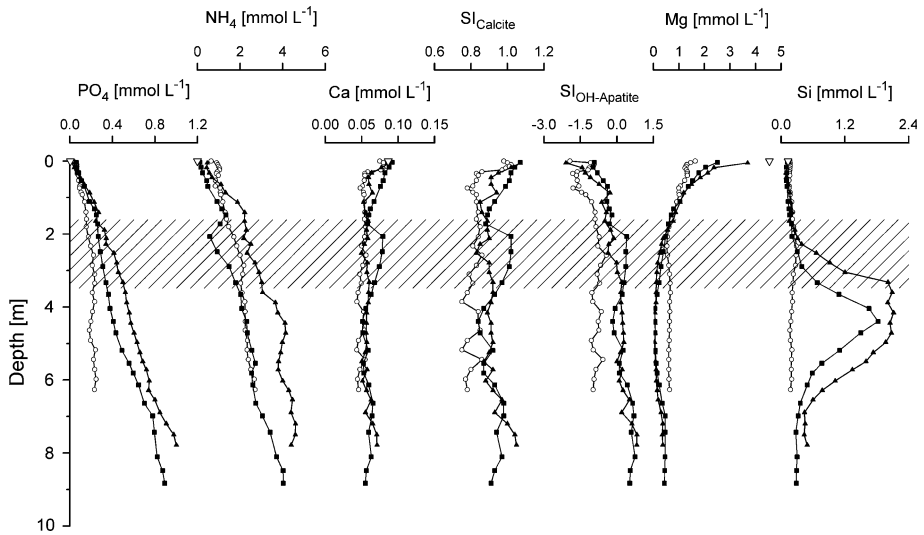 NH4 [mmol L-1] SICalcite Mg [mmol L-1]
0 2 4 6 0.6 0.8 1.0 1.2 0 1 2 3 4 5
PO4 [mmol L-1] Ca [mmol L-1] SIOH-Apatite Si [mmol L-1]
0.0 0.4 0.8 1.2 0.00 0.05 0.10 0.15 -3.0 -1.5 0.0 1.5 0.0 1.2 2.4
0
2
4
6
8
10
Depth [m]